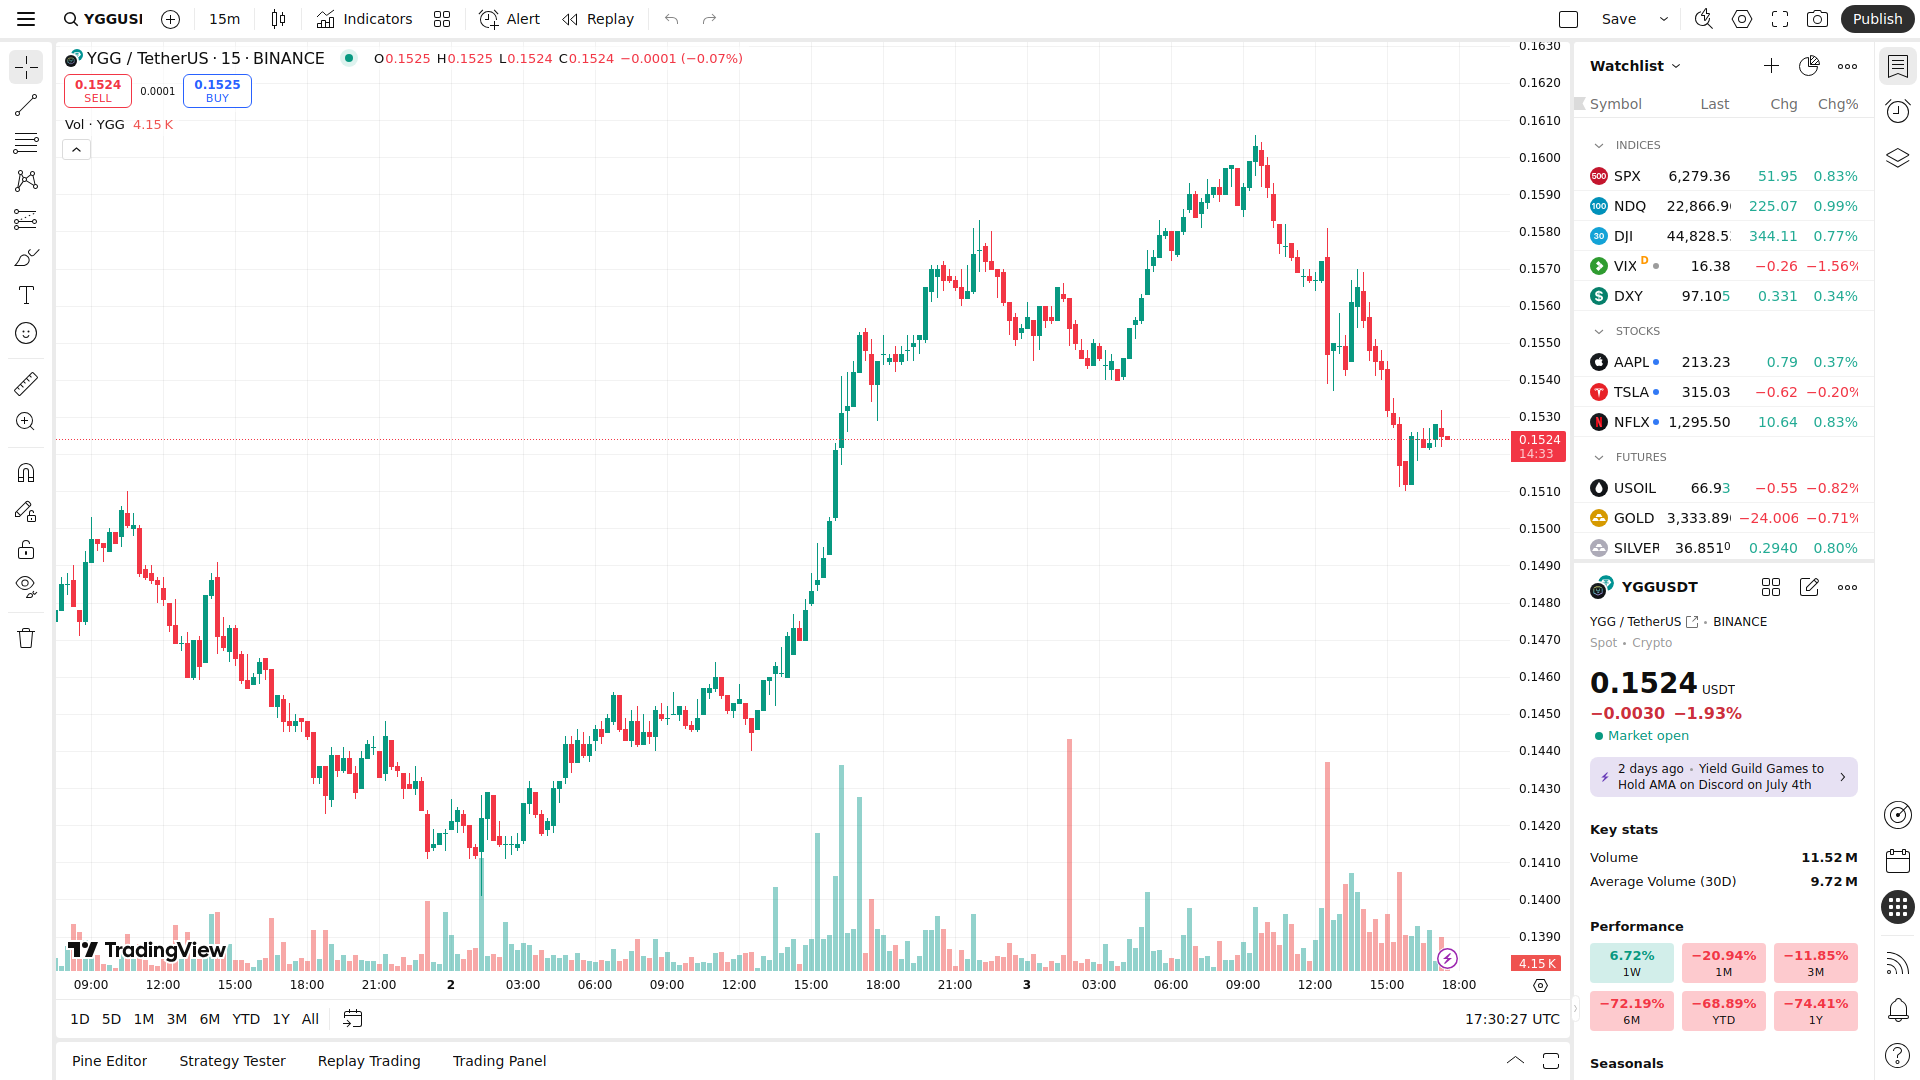 YGGUSI
15m
Indicators
Alert
Replay
Save
Publish
YGG / TetherUS · 15 · BINANCE
O0.1525 H0.1525 L0.1524 C0.1524 −0.0001 (−0.07%)
0.1524
SELL
0.0001
0.1525
BUY
Vol · YGG 4.15 K
0.1630
0.1620
0.1610
0.1600
0.1590
0.1580
0.1570
0.1560
0.1550
0.1540
0.1530
0.1524
14:33
0.1510
0.1500
0.1490
0.1480
0.1470
0.1460
0.1450
0.1440
0.1430
0.1420
0.1410
0.1400
0.1390
4.15 K
TradingView
09:00 12:00 15:00 18:00 21:00 2 03:00 06:00 09:00 12:00 15:00 18:00 21:00 3 03:00 06:00 09:00 12:00 15:00 18:00
1D 5D 1M 3M 6M YTD 1Y All
17:30:27 UTC
Pine Editor Strategy Tester Replay Trading Trading Panel
Watchlist
Symbol Last Chg Chg%
INDICES
500 SPX 6,279.36 51.95 0.83%
100 NDQ 22,866.9 225.07 0.99%
30 DJI 44,828.5 344.11 0.77%
VIX D 16.38 −0.26 −1.56%
DXY 97.105 0.331 0.34%
STOCKS
AAPL 213.23 0.79 0.37%
TSLA 315.03 −0.62 −0.20%
NFLX 1,295.50 10.64 0.83%
FUTURES
USOIL 66.93 −0.55 −0.82%
GOLD 3,333.89 −24.006 −0.71%
SILVER 36.8510 0.2940 0.80%
YGGUSDT
YGG / TetherUS • BINANCE
Spot • Crypto
0.1524 USDT
−0.0030 −1.93%
Market open
2 days ago • Yield Guild Games to
Hold AMA on Discord on July 4th
Key stats
Volume 11.52 M
Average Volume (30D) 9.72 M
Performance
6.72% −20.94% −11.85%
1W 1M 3M
−72.19% −68.89% −74.41%
6M YTD 1Y
Seasonals